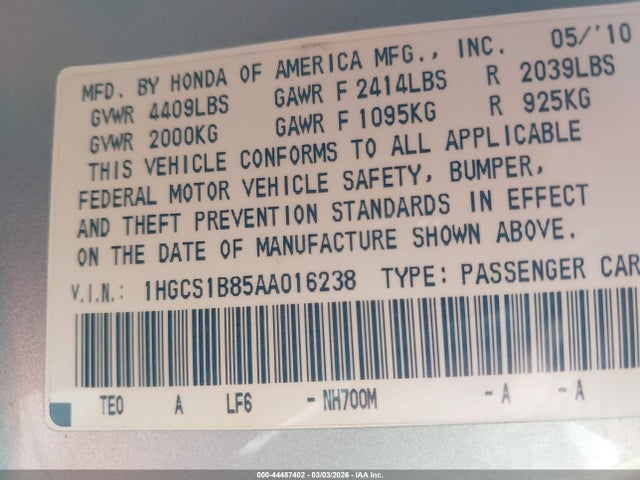 MFD. BY HONDA OF AMERICA MFG., INC. 05/'10
GVWR 4409LBS GAWR F 2414LBS R 2039LBS
GVWR 2000KG GAWR F 1095KG R 925KG
THIS VEHICLE CONFORMS TO ALL APPLICABLE
FEDERAL MOTOR VEHICLE SAFETY, BUMPER,
AND THEFT PREVENTION STANDARDS IN EFFECT
ON THE DATE OF MANUFACTURE SHOWN ABOVE.
V.I.N.: 1HGCS1B85AA016238 TYPE: PASSENGER CAR
TE0 A LF6 - NH700M - A - A
000-44487402 - 03/03/2026 - IAA Inc.